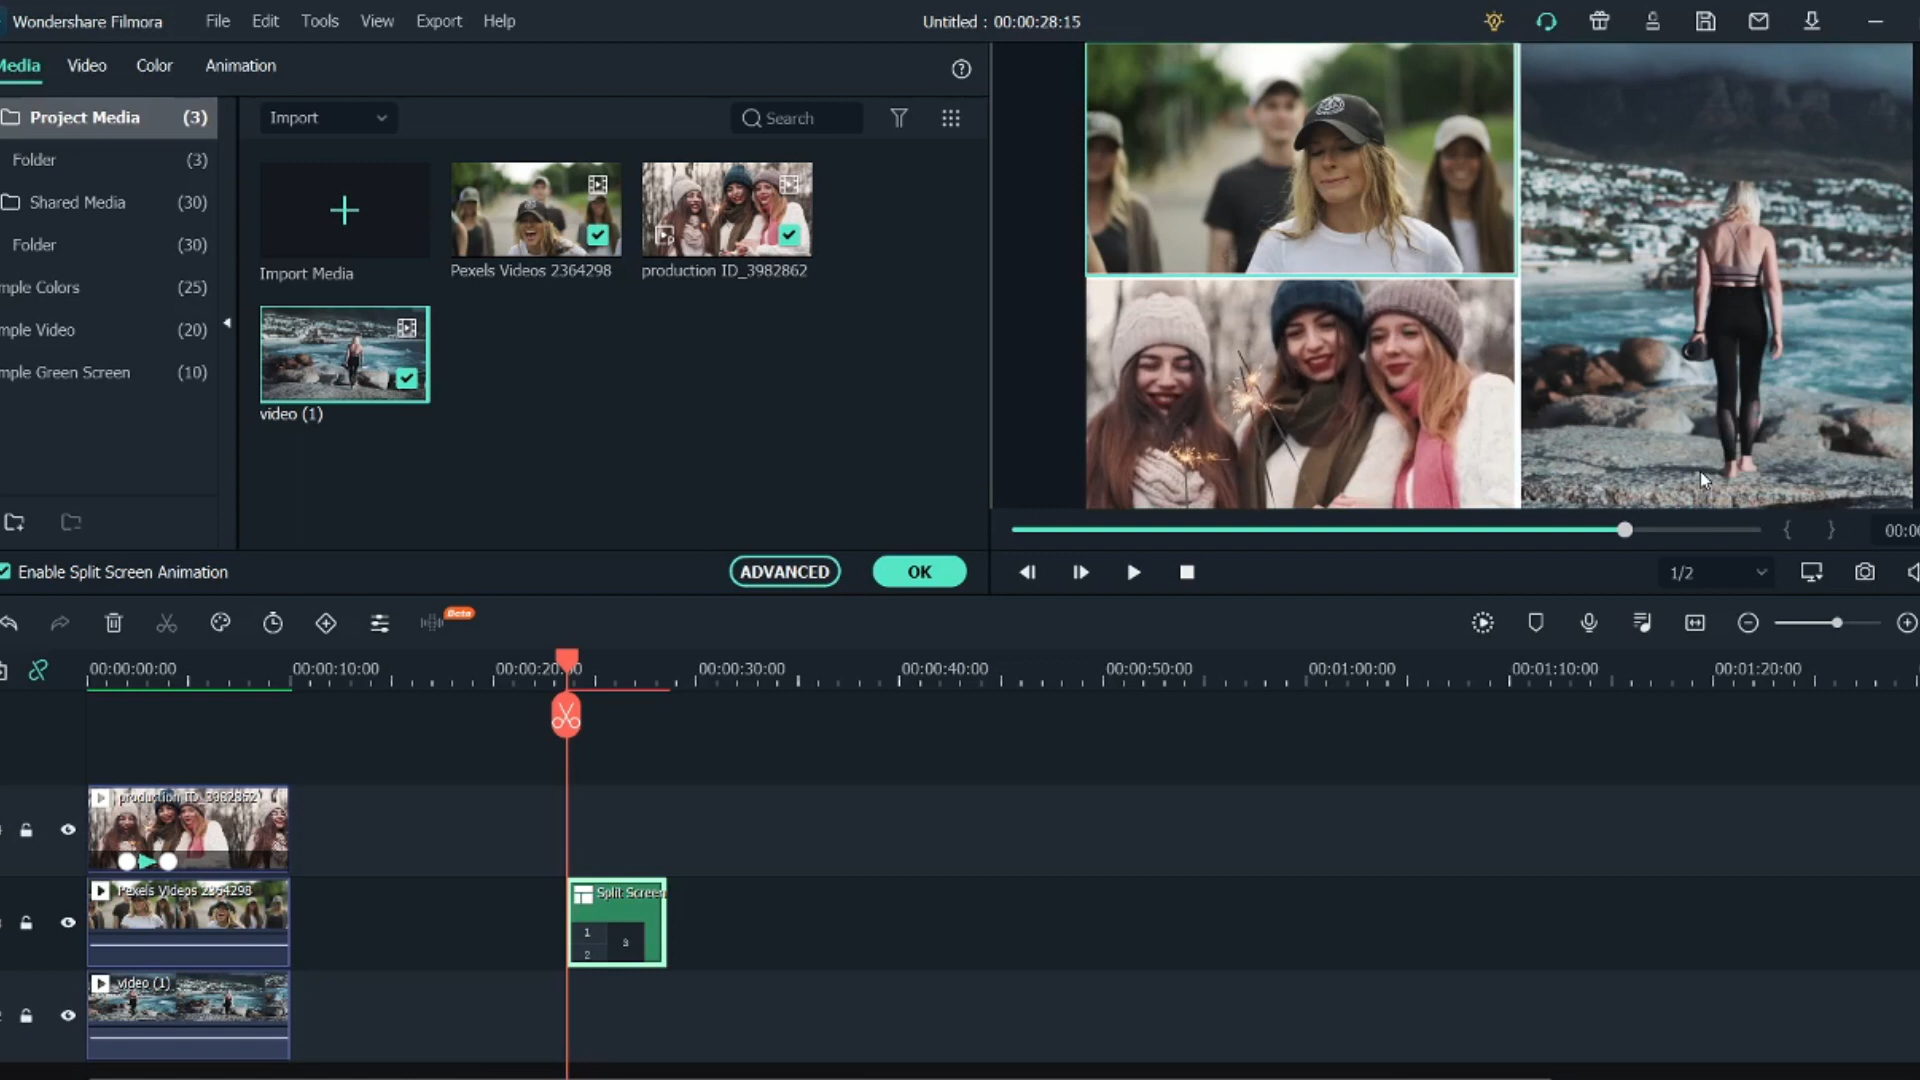 Wondershare Filmora File Edit Tools View Export Help Untitled : 00:00:28:15
Media Video Color Animation
Project Media (3)
Folder (3)
Shared Media (30)
Folder (30)
mple Colors (25)
mple Video (20)
mple Green Screen (10)
Import
Search
Import Media
Pexels Videos 2364298
production ID_3982862
video (1)
Enable Split Screen Animation
ADVANCED
OK
{ } 00:00
1/2
Beta
00:00:00:00 00:00:10:00 00:00:20:00 00:00:30:00 00:00:40:00 00:00:50:00 00:01:00:00 00:01:10:00 00:01:20:00
production ID_3982862
Pexels Videos 2364298
Split Screen
1
2
3
video (1)